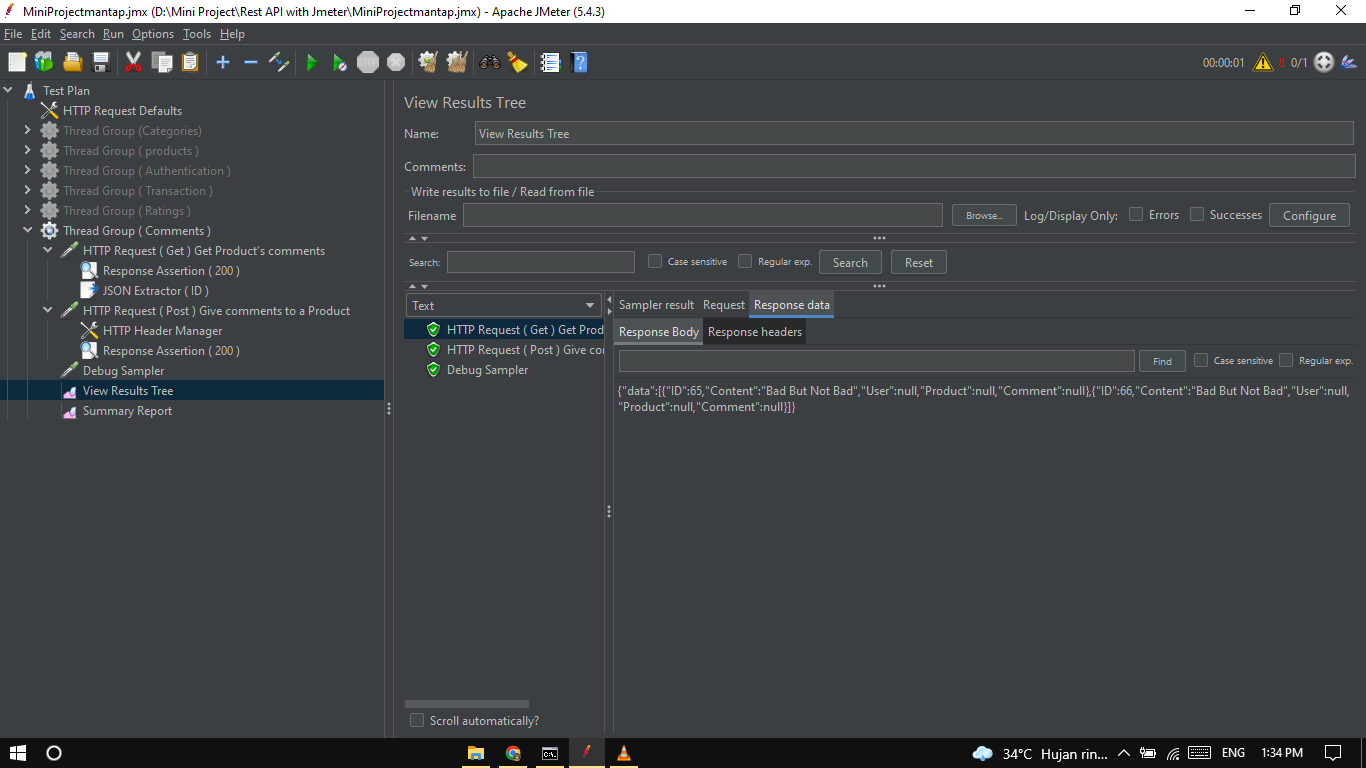 MiniProjectmantap.jmx (D:\Mini Project\Rest API with Jmeter\MiniProjectmantap.jmx) - Apache JMeter (5.4.3)
File Edit Search Run Options Tools Help
STOP 00:00:01 8 0/1
Test Plan
HTTP Request Defaults
Thread Group (Categories)
Thread Group ( products )
Thread Group ( Authentication )
Thread Group ( Transaction )
Thread Group ( Ratings )
Thread Group ( Comments )
HTTP Request ( Get ) Get Product's comments
Response Assertion ( 200 )
JSON Extractor ( ID )
HTTP Request ( Post ) Give comments to a Product
HTTP Header Manager
Response Assertion ( 200 )
Debug Sampler
View Results Tree
Summary Report
View Results Tree
Name: View Results Tree
Comments:
Write results to file / Read from file
Filename Browse... Log/Display Only: Errors Successes Configure
Search: Case sensitive Regular exp. Search Reset
Text
HTTP Request ( Get ) Get Prod
HTTP Request ( Post ) Give co
Debug Sampler
Scroll automatically?
Sampler result Request Response data
Response Body Response headers
Find Case sensitive Regular exp.
{"data":[{"ID":65,"Content":"Bad But Not Bad","User":null,"Product":null,"Comment":null},{"ID":66,"Content":"Bad But Not Bad","User":null,
"Product":null,"Comment":null}]}
34°C Hujan rin... ENG 1:34 PM